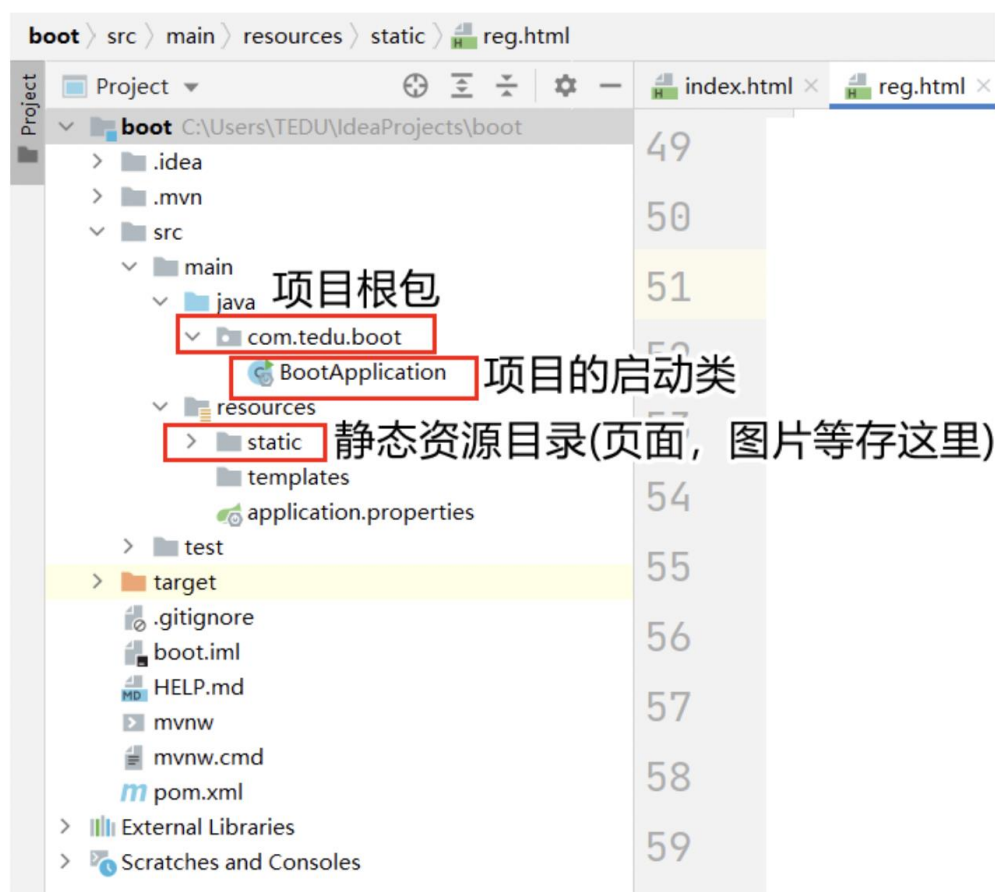 boot > src > main > resources > static > reg.html
Project
Project
index.html
reg.html
boot C:\Users\TEDU\IdeaProjects\boot
49
.idea
.mvn
50
src
main
51
java
项目根包
com.tedu.boot
52
BootApplication
项目的启动类
resources
53
static
静态资源目录(页面，图片等存这里)
templates
54
application.properties
test
55
target
.gitignore
56
boot.iml
HELP.md
57
mvnw
mvnw.cmd
58
pom.xml
External Libraries
59
Scratches and Consoles